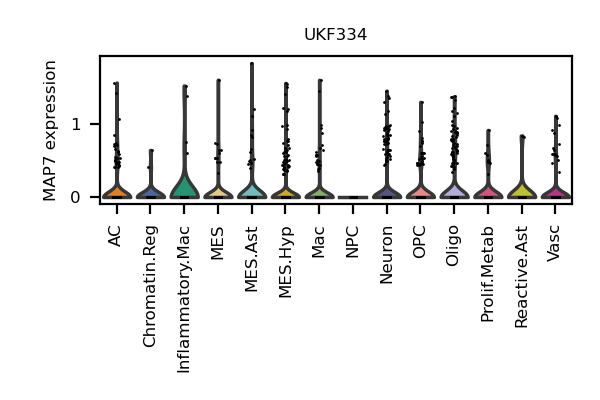 UKF334
MAP7 expression
1
0
AC
Chromatin.Reg
Inflammatory.Mac
MES
MES.Ast
MES.Hyp
Mac
NPC
Neuron
OPC
Oligo
Prolif.Metab
Reactive.Ast
Vasc